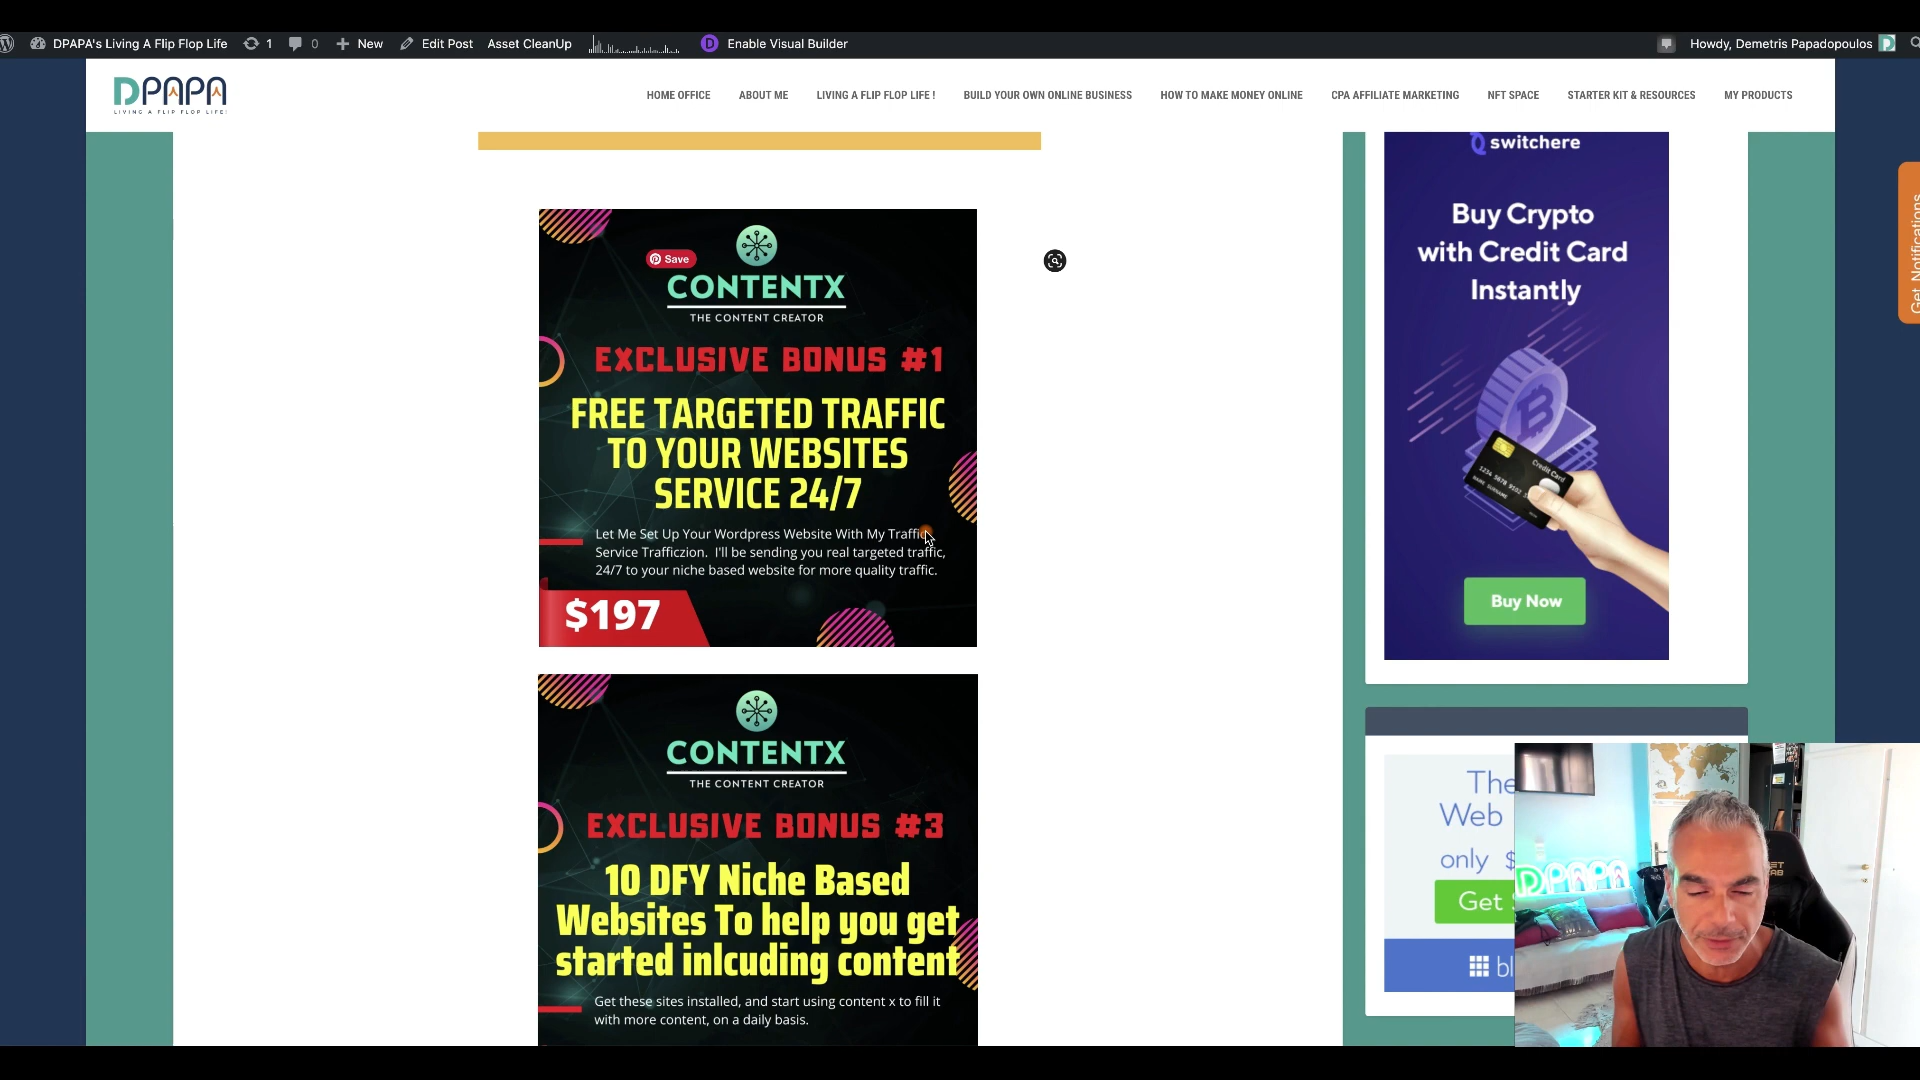 DPAPA's Living A Flip Flop Life 1 0 New Edit Post Asset CleanUp D Enable Visual Builder Howdy, Demetris Papadopoulos
DPAPA
LIVING A FLIP FLOP LIFE!
HOME OFFICE ABOUT ME LIVING A FLIP FLOP LIFE ! BUILD YOUR OWN ONLINE BUSINESS HOW TO MAKE MONEY ONLINE CPA AFFILIATE MARKETING NFT SPACE STARTER KIT & RESOURCES MY PRODUCTS
Save
CONTENTX
THE CONTENT CREATOR
EXCLUSIVE BONUS #1
FREE TARGETED TRAFFIC
TO YOUR WEBSITES
SERVICE 24/7
Let Me Set Up Your Wordpress Website With My Traffic
Service Trafficzion. I'll be sending you real targeted traffic,
24/7 to your niche based website for more quality traffic.
$197
CONTENTX
THE CONTENT CREATOR
EXCLUSIVE BONUS #3
10 DFY Niche Based
Websites To help you get
started inlcuding content
Get these sites installed, and start using content x to fill it
with more content, on a daily basis.
switchere
Buy Crypto
with Credit Card
Instantly
Credit Card
Buy Now
Get Notifications
The
Web
only $
Get
bl
DPAPA